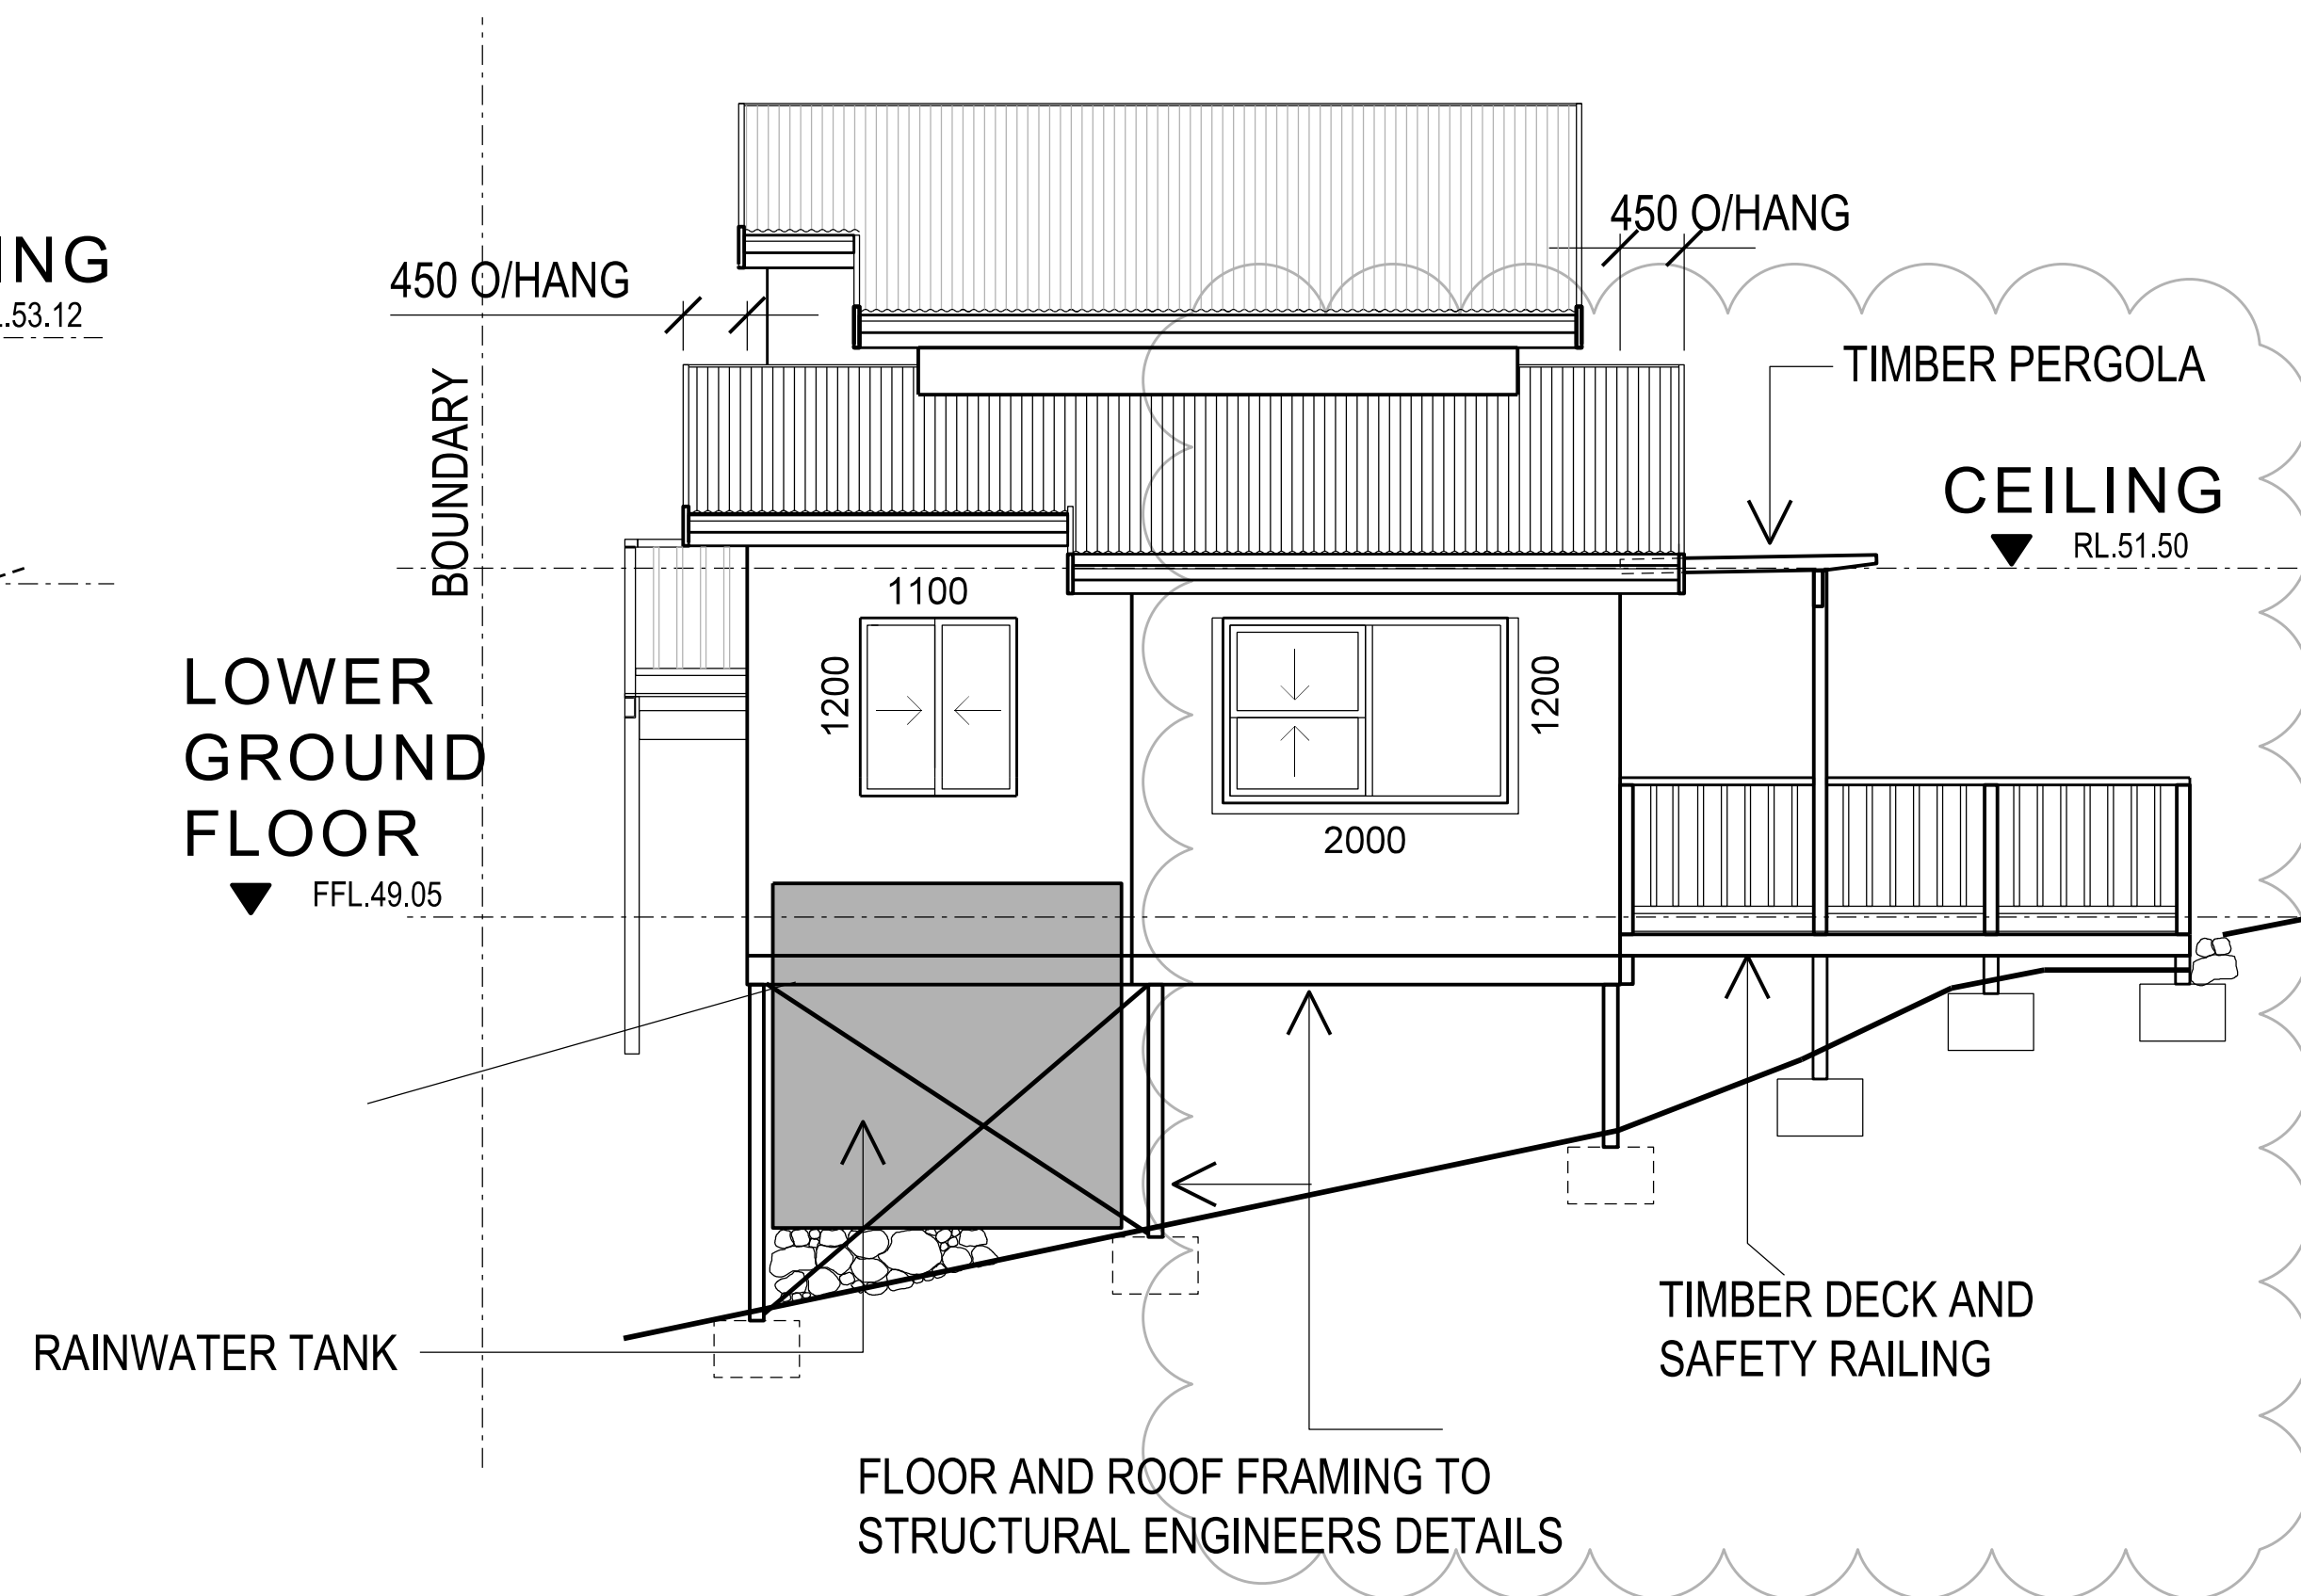 ING
.53.12
450 O/HANG
450 O/HANG
BOUNDARY
TIMBER PERGOLA
CEILING
RL.51.50
1100
1200
1200
2000
LOWER
GROUND
FLOOR
FFL.49.05
RAINWATER TANK
TIMBER DECK AND
SAFETY RAILING
FLOOR AND ROOF FRAMING TO
STRUCTURAL ENGINEERS DETAILS